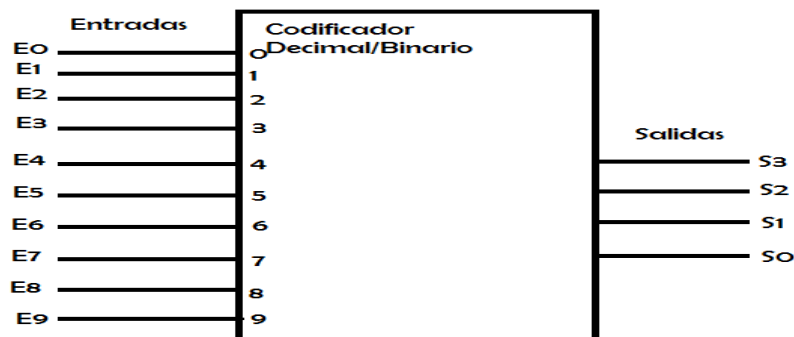 Entradas
Codificador
Decimal/Binario
E0
0
E1
1
E2
2
E3
3
E4
4
E5
5
E6
6
E7
7
E8
8
E9
9
Salidas
S3
S2
S1
S0